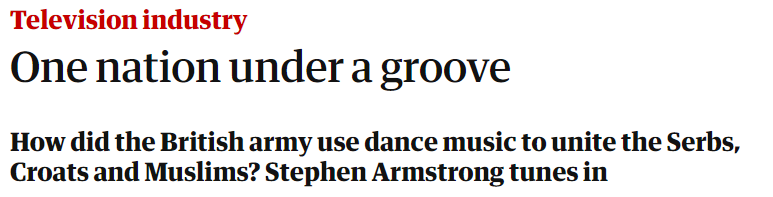 Television industry
One nation under a groove
How did the British army use dance music to unite the Serbs,
Croats and Muslims? Stephen Armstrong tunes in